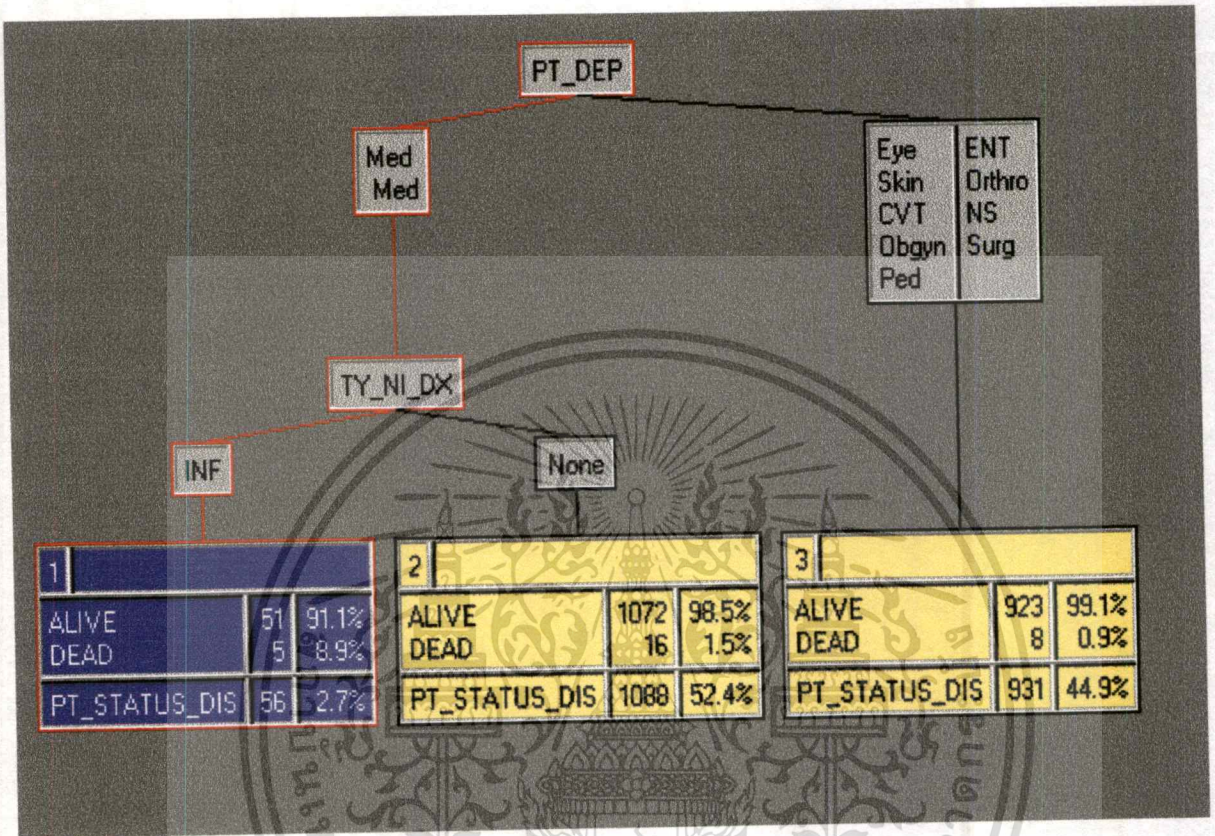 PT_DEP
Med
Med
Eye ENT
Skin Orthro
CVT NS
Obgyn Surg
Ped
TY_NI_DX
INF
None
1
ALIVE 51 91.1%
DEAD 5 8.9%
PT_STATUS_DIS 56 2.7%
2
ALIVE 1072 98.5%
DEAD 16 1.5%
PT_STATUS_DIS 1088 52.4%
3
ALIVE 923 99.1%
DEAD 8 0.9%
PT_STATUS_DIS 931 44.9%